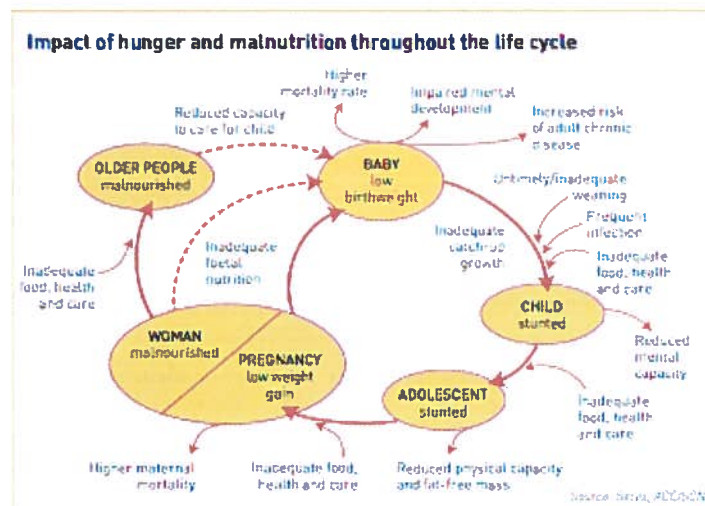 Impact of hunger and malnutrition throughout the life cycle
Higher
mortality rate
Impaired mental
development
Reduced capacity
to care for child
Increased risk
of adult chronic
disease
OLDER PEOPLE
malnourished
BABY
low
birthweight
Untimely/inadequate
weaning
Frequent
infection
Inadequate
catch-up
growth
Inadequate
food, health
and care
Inadequate
foetal
nutrition
Inadequate
food, health
and care
CHILD
stunted
WOMAN
malnourished
PREGNANCY
low weight
gain
Reduced
mental
capacity
ADOLESCENT
stunted
Inadequate
food, health
and care
Higher maternal
mortality
Inadequate food,
health and care
Reduced physical capacity
and fat-free mass
Source: ACC/SCN